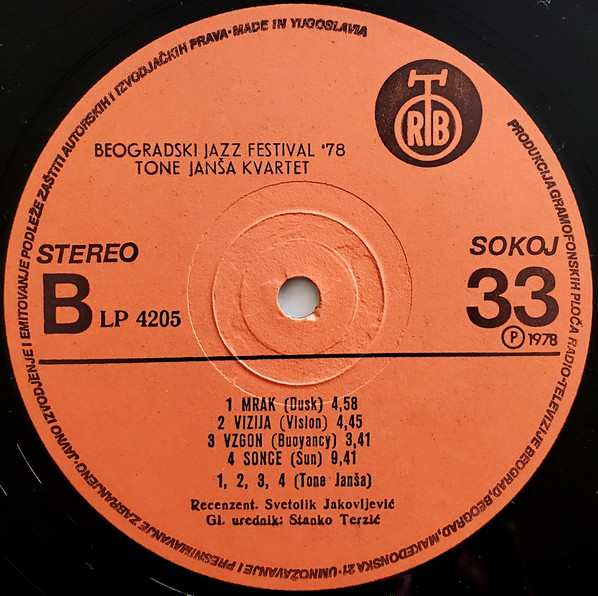 PRODUKCIJA GRAMOFONSKIH PLOČA RADIO-TELEVIZIJE BEOGRAD, BEOGRAD, MAKEDONSKA 21 · UMNOŽAVANJE I PRESNIMAVANJE ZABRANJENO · JAVNO IZVODJENJE I EMITOVANJE PODLEŽE ZAŠTITI AUTORSKIH I IZVODJAČKIH PRAVA · MADE IN YUGOSLAVIA
RTB
BEOGRADSKI JAZZ FESTIVAL '78
TONE JANŠA KVARTET
STEREO
SOKOJ
B LP 4205
33
℗ 1978
1 MRAK (Dusk) 4,58
2 VIZIJA (Vision) 4,45
3 VZGON (Buoyancy) 3,41
4 SONCE (Sun) 9,41
1, 2, 3, 4 (Tone Janša)
Recenzent. Svetolik Jakovljević
Gl. urednik: Stanko Terzić